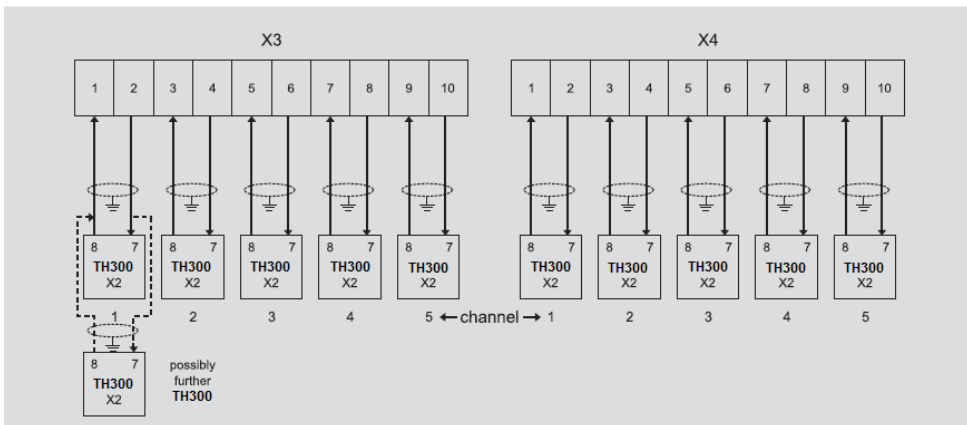 X3 X4
1 2 3 4 5 6 7 8 9 10 1 2 3 4 5 6 7 8 9 10
8 7 8 7 8 7 8 7 8 7 8 7 8 7 8 7 8 7 8 7
TH300 TH300 TH300 TH300 TH300 TH300 TH300 TH300 TH300 TH300
X2 X2 X2 X2 X2 X2 X2 X2 X2 X2
1 2 3 4 5 channel 1 2 3 4 5
8 7 possibly
TH300 further
X2 TH300